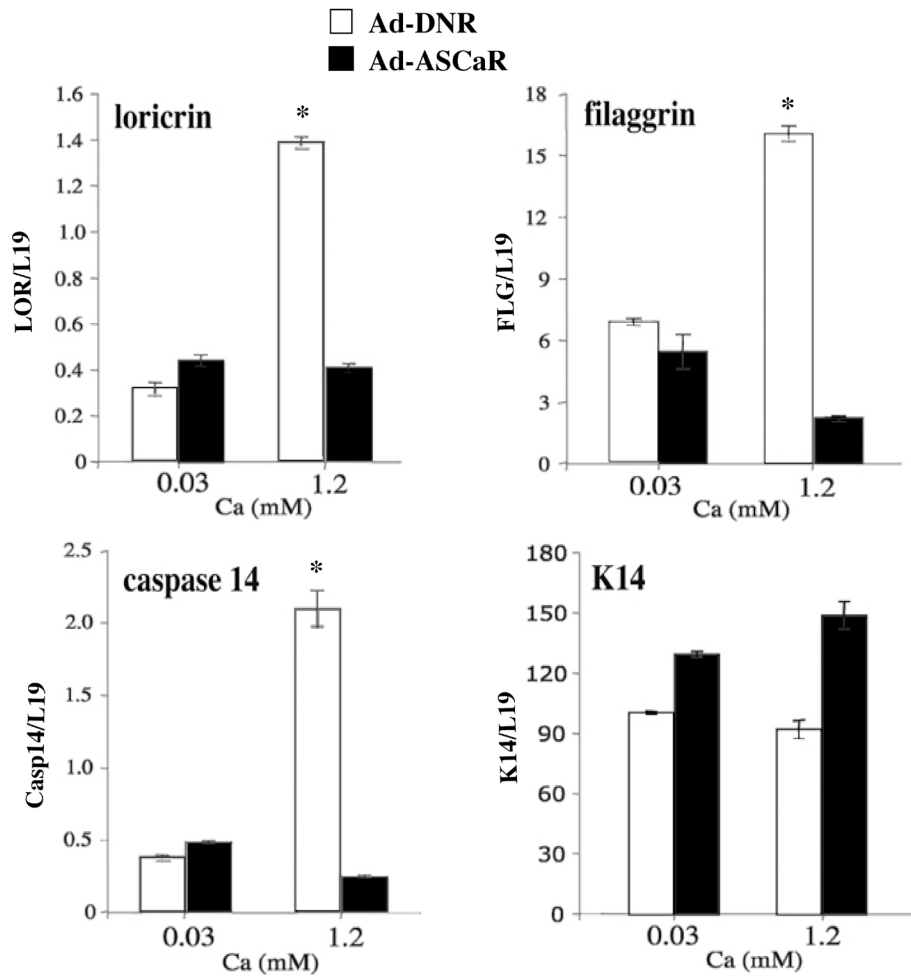 Ad-DNR
Ad-ASCaR
loricrin
*
LOR/L19
1.6
1.4
1.2
1.0
0.8
0.6
0.4
0.2
0
0.03 1.2
Ca (mM)
filaggrin
*
FLG/L19
18
15
12
9
6
3
0
0.03 1.2
Ca (mM)
caspase 14
*
Casp14/L19
2.5
2.0
1.5
1.0
0.5
0
0.03 1.2
Ca (mM)
K14
K14/L19
180
150
120
90
60
30
0
0.03 1.2
Ca (mM)